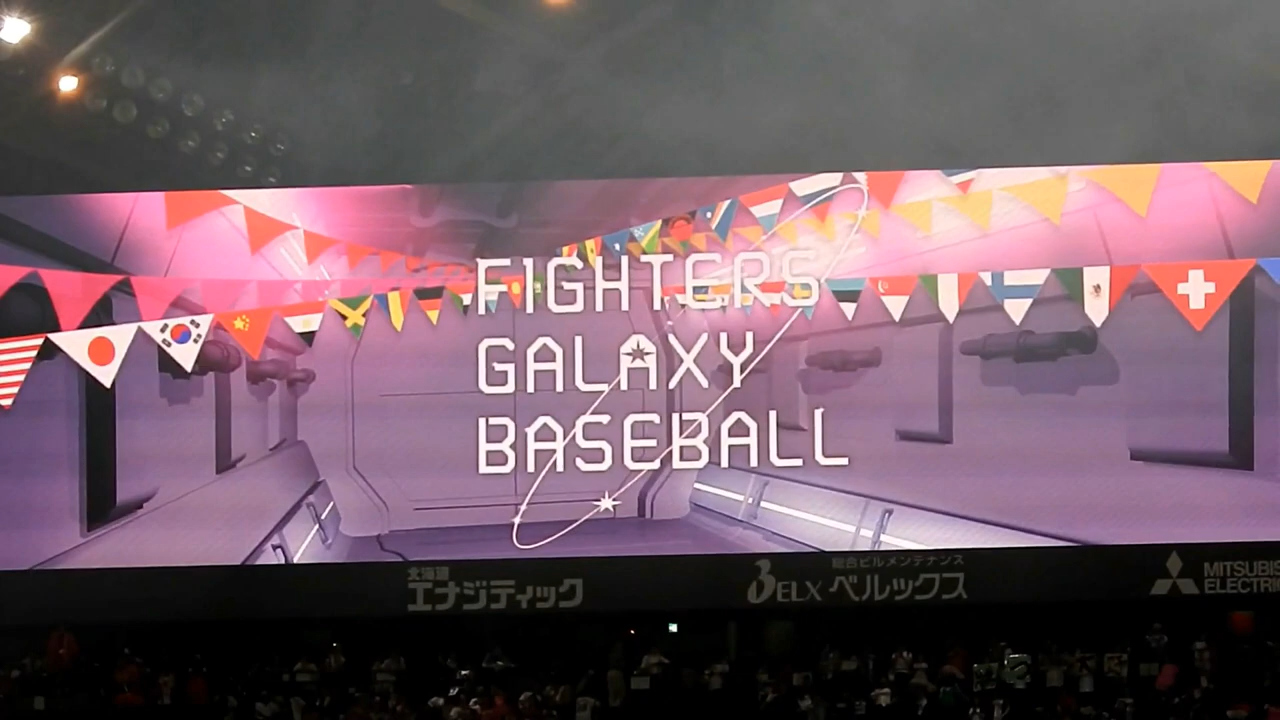 FIGHTERS
GALAXY
BASEBALL
北海道
エナジティック
総合ビルメンテナンス
BELX ベルックス
MITSUBIS
ELECTRI